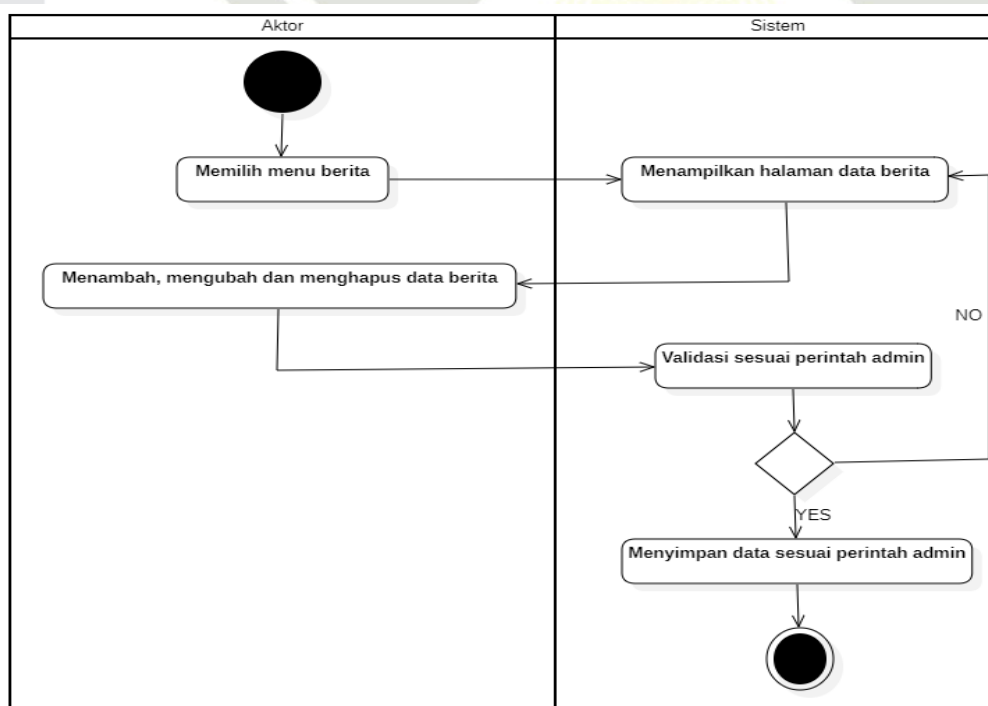 Aktor
Sistem
Memilih menu berita
Menampilkan halaman data berita
Menambah, mengubah dan menghapus data berita
NO
Validasi sesuai perintah admin
YES
Menyimpan data sesuai perintah admin